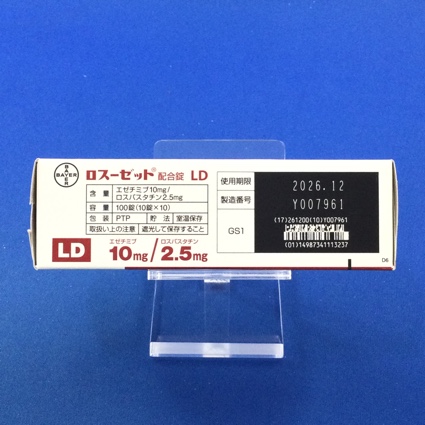 BAYER
BAYER
ロスーゼット® 配合錠 LD
含量 エゼチミブ10mg/
ロスバスタチン2.5mg
容量 100錠(10錠×10)
包装 PTP 貯法 室温保存
取扱い上の注意 遮光して保存すること
LD
エゼチミブ ロスバスタチン
10mg/2.5mg
使用期限 2026.12
製造番号 Y007961
GS1
(17)261200(10)Y007961
(01)14987341113237
D6